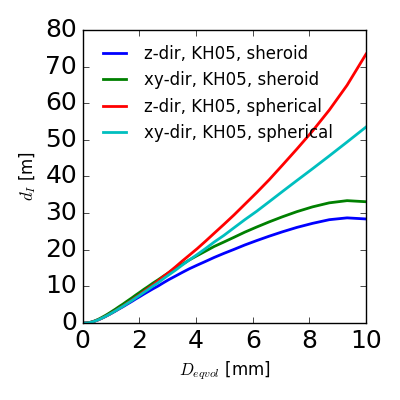 80
70
60
50
40
30
20
10
0
d_I [m]
z-dir, KH05, sheroid
xy-dir, KH05, sheroid
z-dir, KH05, spherical
xy-dir, KH05, spherical
0 2 4 6 8 10
D_eqvol [mm]